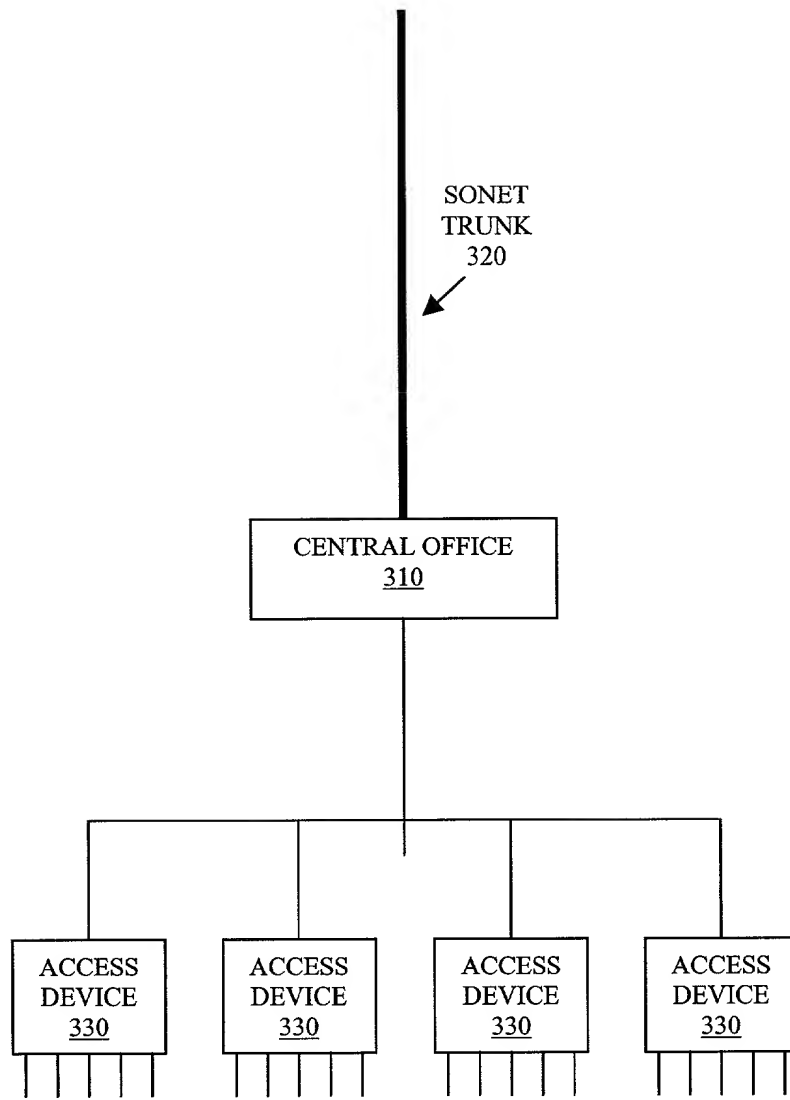 SONET
TRUNK
320
CENTRAL OFFICE
310
ACCESS
DEVICE
330
ACCESS
DEVICE
330
ACCESS
DEVICE
330
ACCESS
DEVICE
330